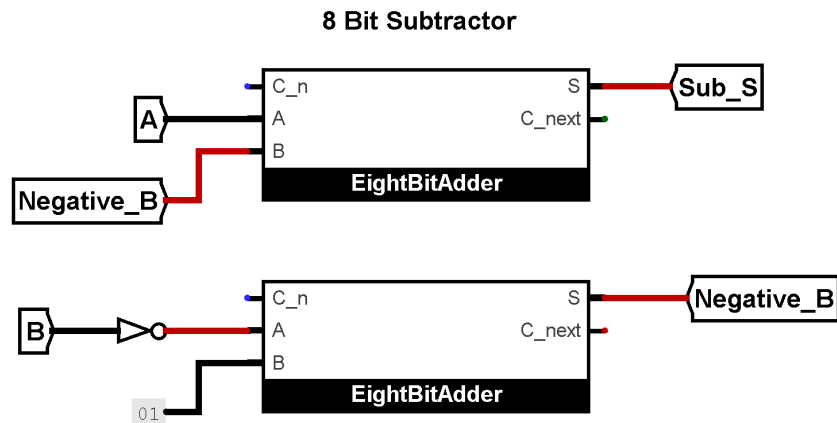 8 Bit Subtractor
C_n
S
Sub_S
A
A
C_next
B
Negative_B
EightBitAdder
C_n
S
Negative_B
B
A
C_next
B
EightBitAdder
01